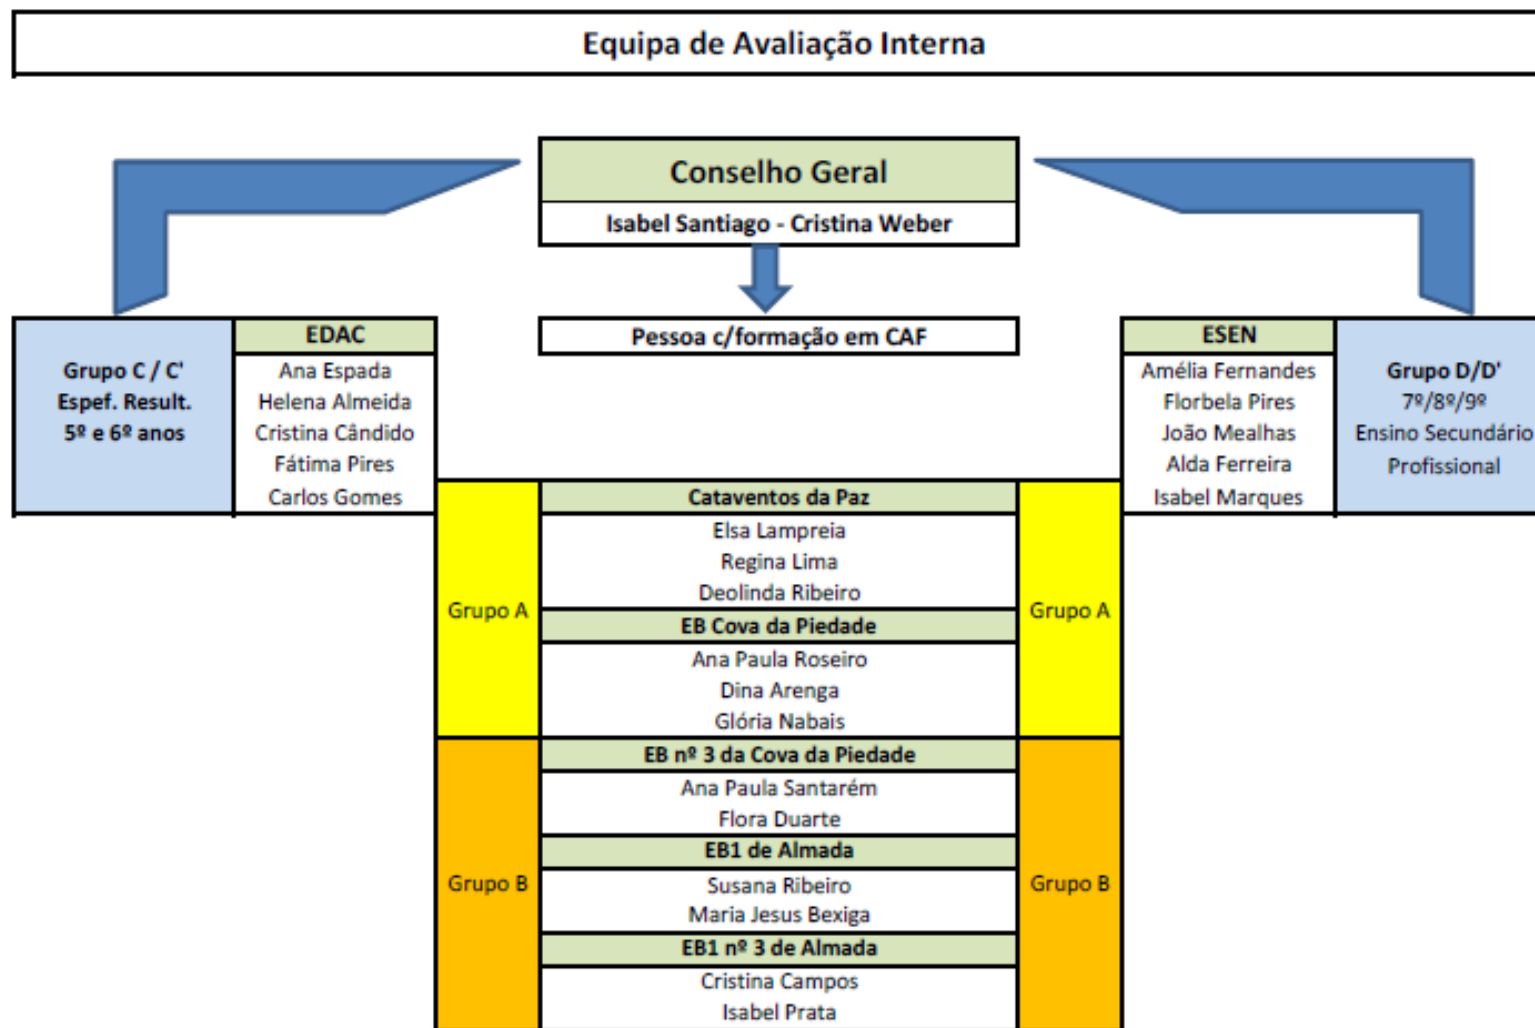 Equipa de Avaliação Interna
Conselho Geral
Isabel Santiago - Cristina Weber
Pessoa c/formação em CAF
Grupo C / C'
Espef. Result.
5º e 6º anos
EDAC
Ana Espada
Helena Almeida
Cristina Cândido
Fátima Pires
Carlos Gomes
ESEN
Amélia Fernandes
Florbela Pires
João Mealhas
Alda Ferreira
Isabel Marques
Grupo D/D'
7º/8º/9º
Ensino Secundário
Profissional
Grupo A
Cataventos da Paz
Elsa Lampreia
Regina Lima
Deolinda Ribeiro
EB Cova da Piedade
Ana Paula Roseiro
Dina Arenga
Glória Nabais
Grupo A
Grupo B
EB nº 3 da Cova da Piedade
Ana Paula Santarém
Flora Duarte
EB1 de Almada
Susana Ribeiro
Maria Jesus Bexiga
EB1 nº 3 de Almada
Cristina Campos
Isabel Prata
Grupo B